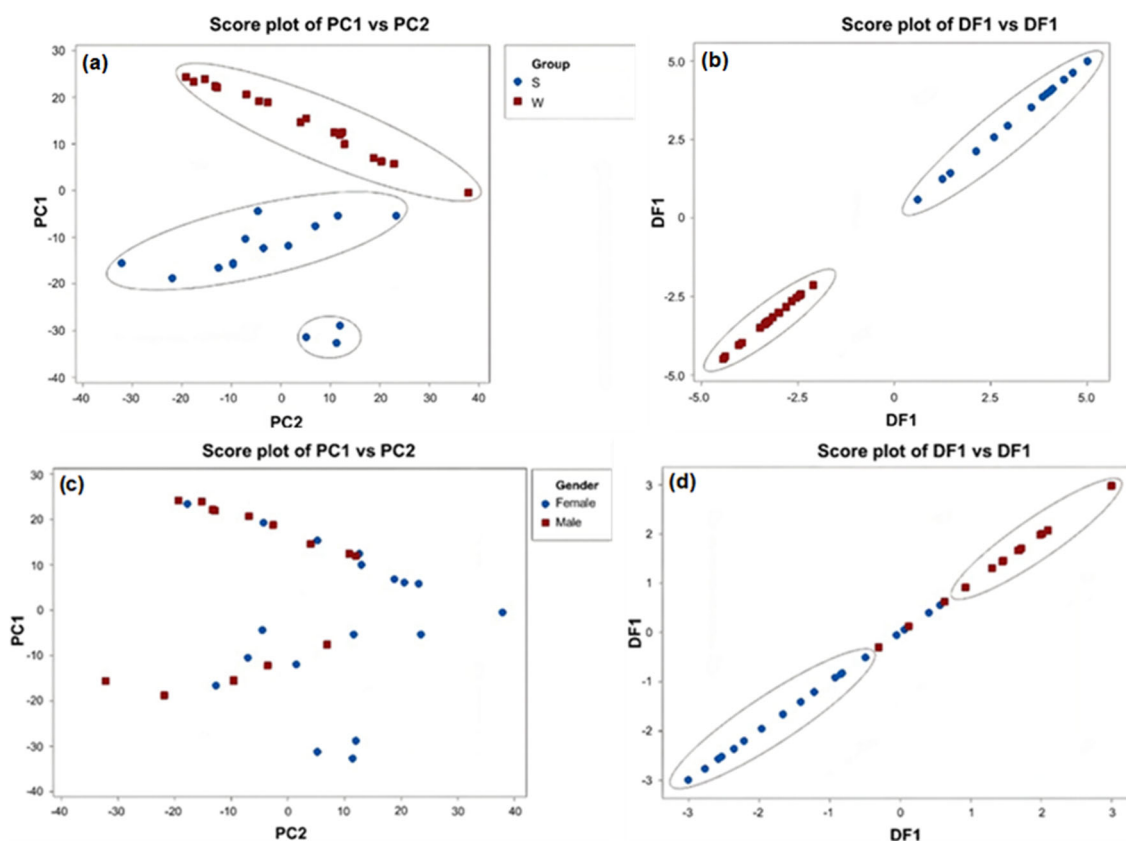 Score plot of PC1 vs PC2
(a)
30
20
10
0
-10
-20
-30
-40
PC1
-40
-30
-20
-10
0
10
20
30
40
PC2
Group
S
W
Score plot of DF1 vs DF1
(b)
5.0
2.5
0
-2.5
-5.0
DF1
-5.0
-2.5
0
2.5
5.0
DF1
Score plot of PC1 vs PC2
(c)
30
20
10
0
-10
-20
-30
-40
PC1
-40
-30
-20
-10
0
10
20
30
40
PC2
Gender
Female
Male
Score plot of DF1 vs DF1
(d)
3
2
1
0
-1
-2
-3
DF1
-3
-2
-1
0
1
2
3
DF1